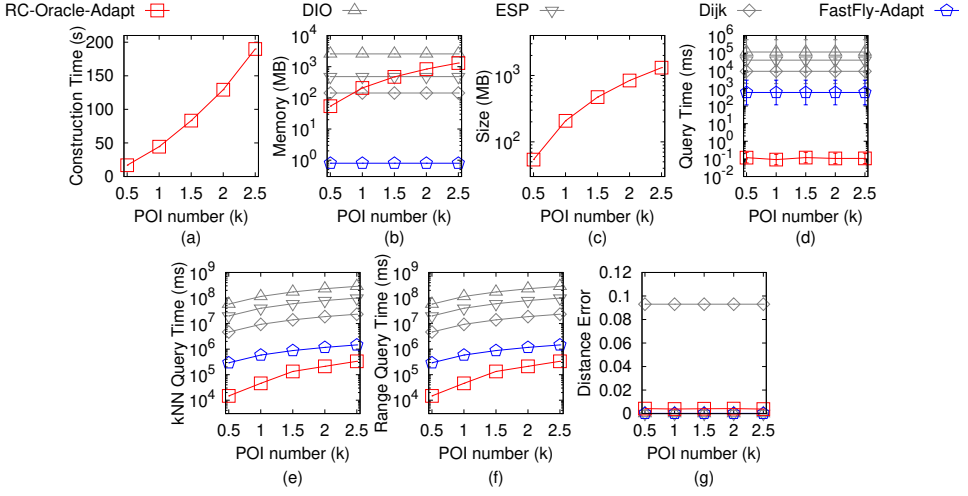 RC-Oracle-Adapt DIO ESP Dijk FastFly-Adapt
Construction Time (s)
200
150
100
50
0
0.5 1 1.5 2 2.5
POI number (k)
(a)
Memory (MB)
10^4
10^3
10^2
10^1
10^0
0.5 1 1.5 2 2.5
POI number (k)
(b)
Size (MB)
10^3
10^2
0.5 1 1.5 2 2.5
POI number (k)
(c)
Query Time (ms)
10^6
10^5
10^4
10^3
10^2
10^1
10^0
10^-1
10^-2
0.5 1 1.5 2 2.5
POI number (k)
(d)
kNN Query Time (ms)
10^9
10^8
10^7
10^6
10^5
10^4
0.5 1 1.5 2 2.5
POI number (k)
(e)
Range Query Time (ms)
10^9
10^8
10^7
10^6
10^5
10^4
0.5 1 1.5 2 2.5
POI number (k)
(f)
Distance Error
0.12
0.1
0.08
0.06
0.04
0.02
0
0.5 1 1.5 2 2.5
POI number (k)
(g)